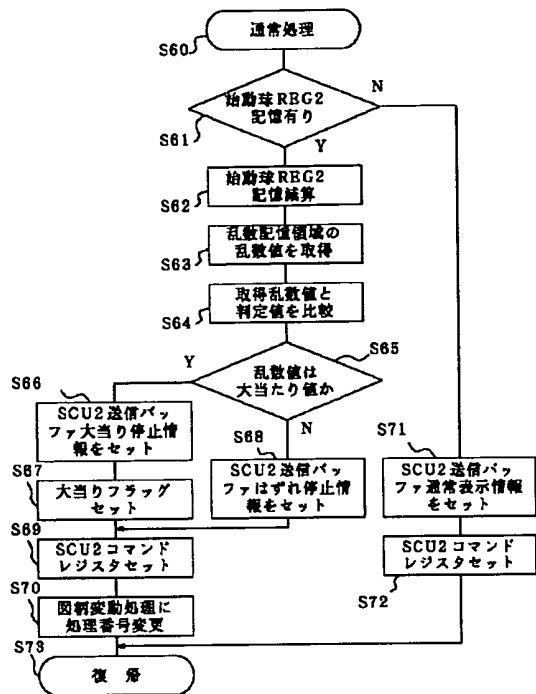 通常処理
S60
N
始動球REG2
記憶有り
S61
Y
始動球REG2
記憶減算
S62
乱数記憶領域の
乱数値を取得
S63
取得乱数値と
判定値を比較
S64
S65
Y
乱数値は
大当たり値か
S66
N
SCU2送信バッ
ファ大当り停止情
報をセット
S68
S71
S67
大当りフラッグ
セット
SCU2送信バッ
ファはずれ停止情
報をセット
SCU2送信バッ
ファ通常表示情報
をセット
S69
SCU2コマンド
レジスタセット
SCU2コマンド
レジスタセット
S70
S72
図柄変動処理に
処理番号変更
S73
復帰